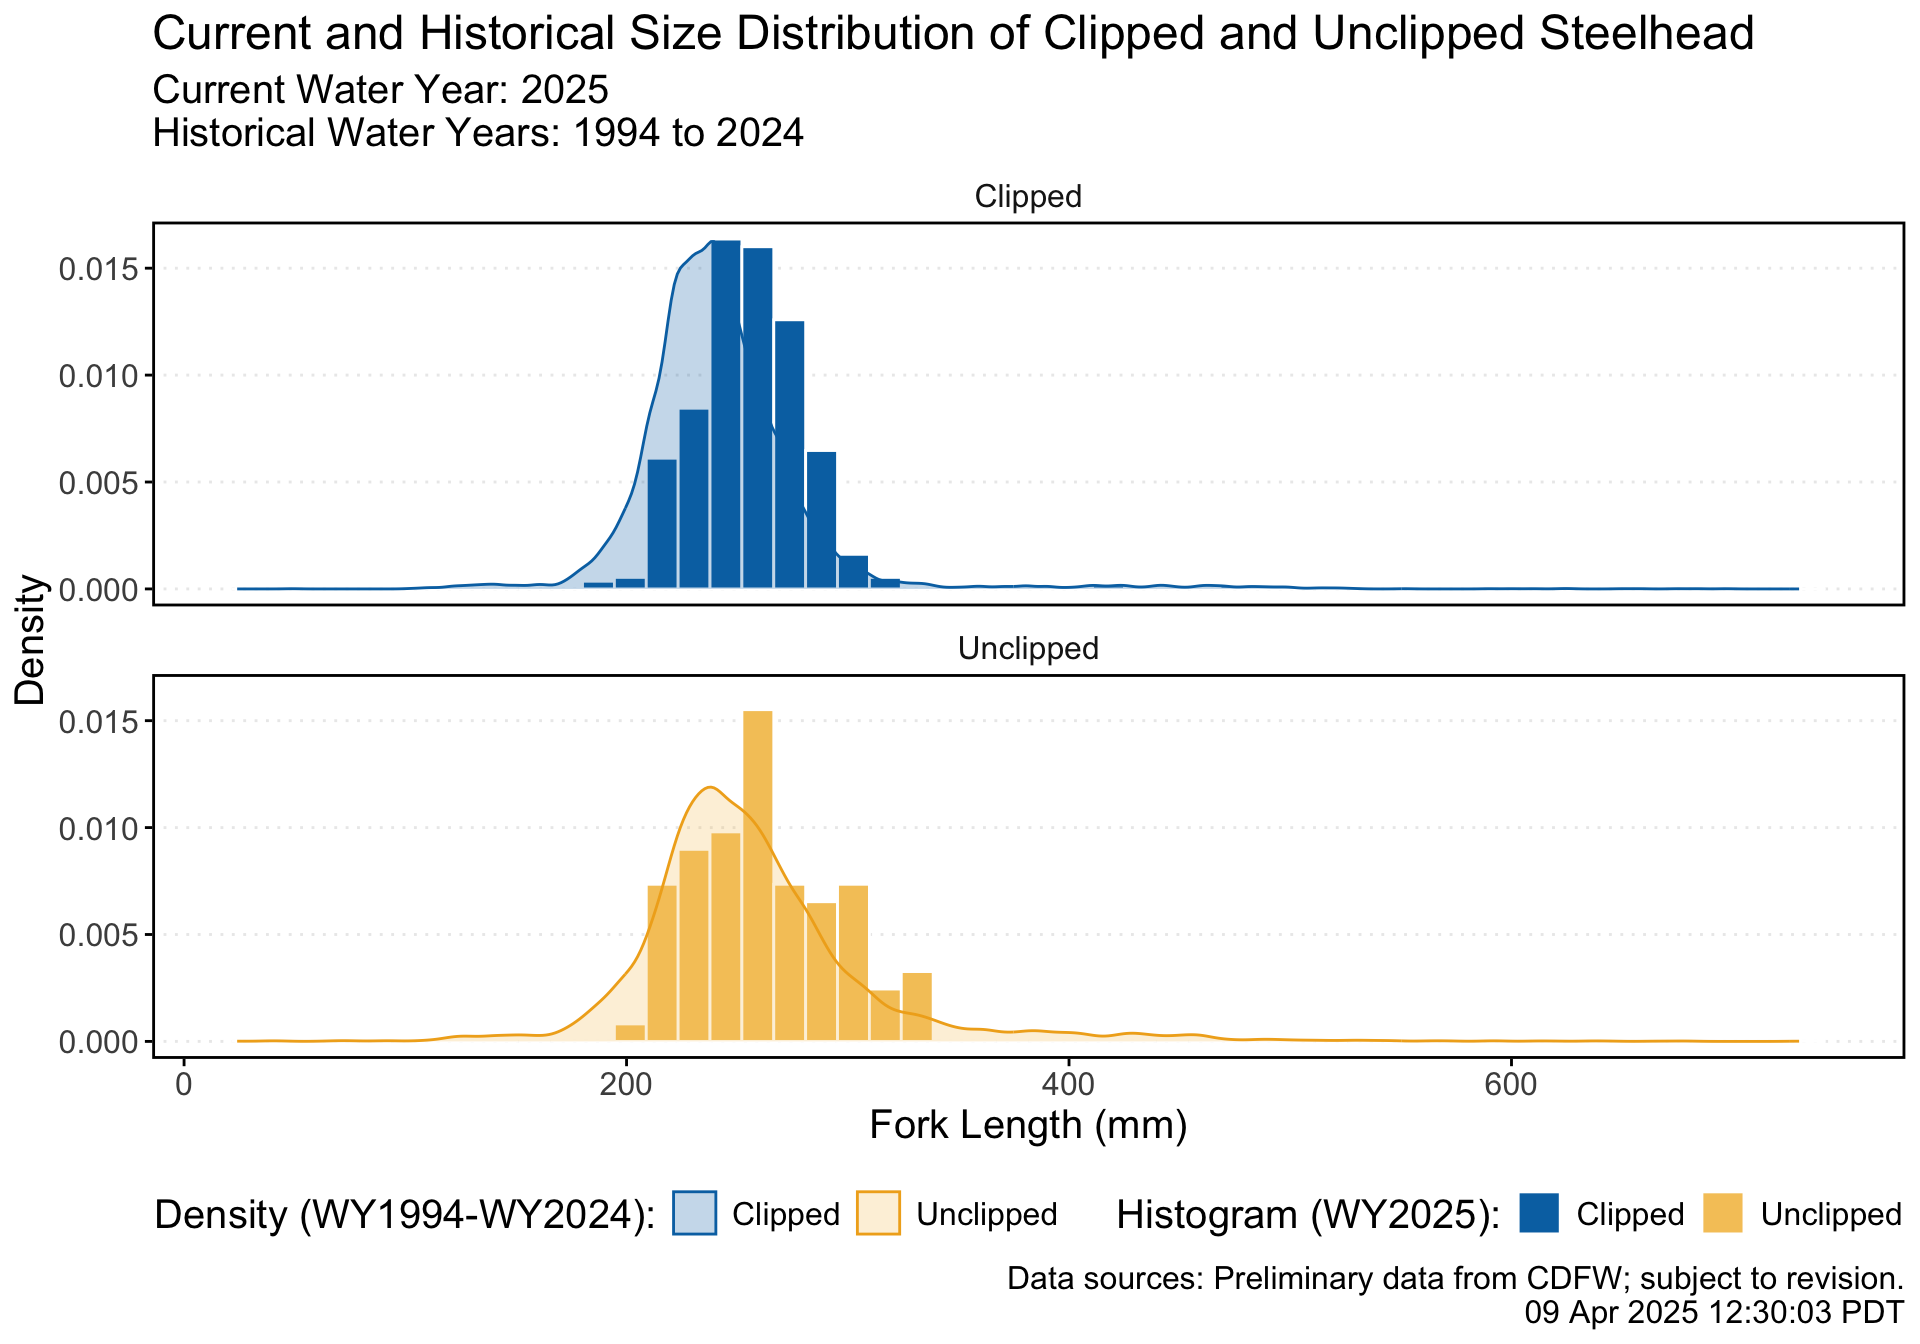 Current and Historical Size Distribution of Clipped and Unclipped Steelhead
Current Water Year: 2025
Historical Water Years: 1994 to 2024
Clipped
0.015
0.010
0.005
0.000
Density
Unclipped
0.015
0.010
0.005
0.000
0 200 400 600
Fork Length (mm)
Density (WY1994-WY2024): Clipped Unclipped Histogram (WY2025): Clipped Unclipped
Data sources: Preliminary data from CDFW; subject to revision.
09 Apr 2025 12:30:03 PDT